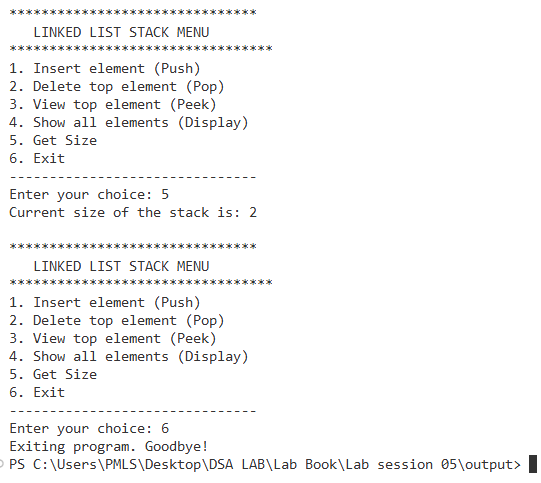 *******************************
   LINKED LIST STACK MENU
*********************************
1. Insert element (Push)
2. Delete top element (Pop)
3. View top element (Peek)
4. Show all elements (Display)
5. Get Size
6. Exit
-------------------------------
Enter your choice: 5
Current size of the stack is: 2

*******************************
   LINKED LIST STACK MENU
*********************************
1. Insert element (Push)
2. Delete top element (Pop)
3. View top element (Peek)
4. Show all elements (Display)
5. Get Size
6. Exit
-------------------------------
Enter your choice: 6
Exiting program. Goodbye!
PS C:\Users\PMLS\Desktop\DSA LAB\Lab Book\Lab session 05\output>